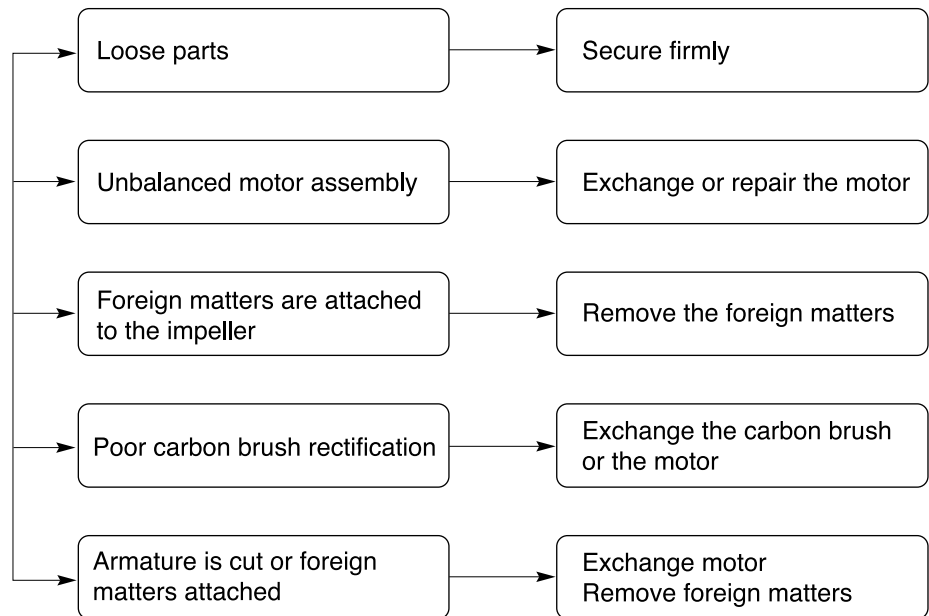 Loose parts
Secure firmly
Unbalanced motor assembly
Exchange or repair the motor
Foreign matters are attached
to the impeller
Remove the foreign matters
Poor carbon brush rectification
Exchange the carbon brush
or the motor
Armature is cut or foreign
matters attached
Exchange motor
Remove foreign matters